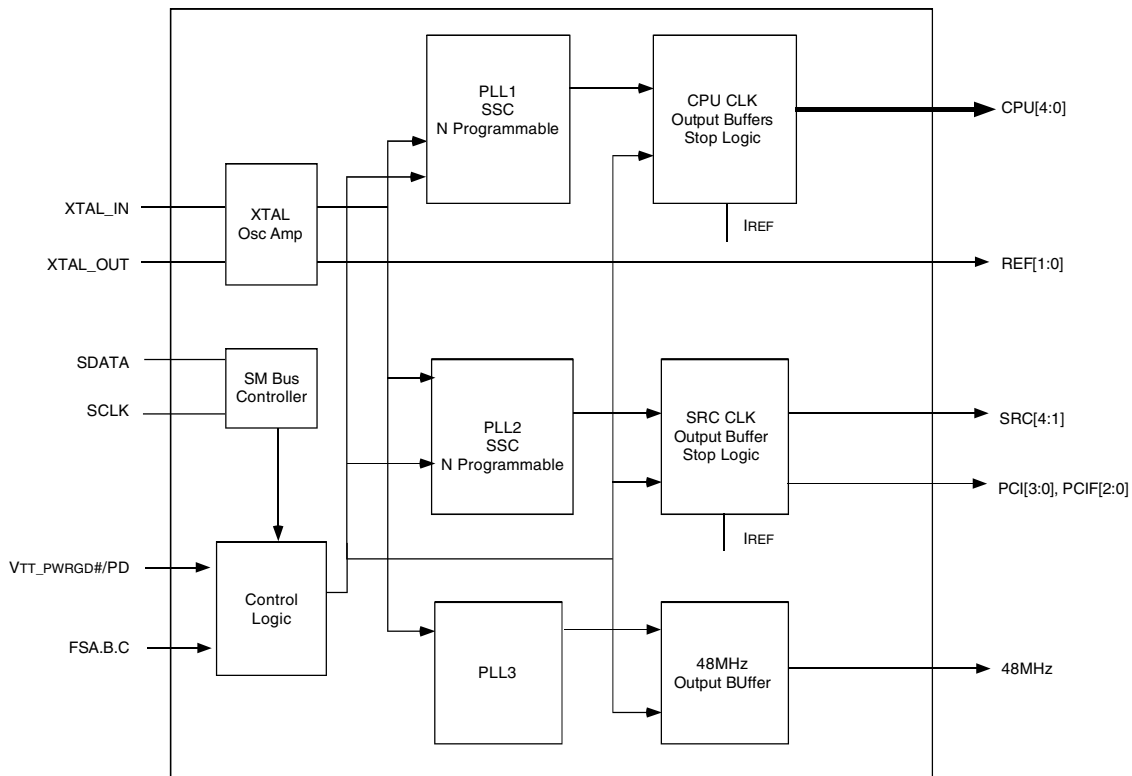 PLL1
SSC
N Programmable
CPU CLK
Output Buffers
Stop Logic
CPU[4:0]
XTAL_IN
XTAL
Osc Amp
IREF
XTAL_OUT
REF[1:0]
SDATA
SM Bus
Controller
SCLK
PLL2
SSC
N Programmable
SRC CLK
Output Buffer
Stop Logic
SRC[4:1]
PCI[3:0], PCIF[2:0]
IREF
VTT_PWRGD#/PD
Control
Logic
FSA.B.C
PLL3
48MHz
Output BUffer
48MHz